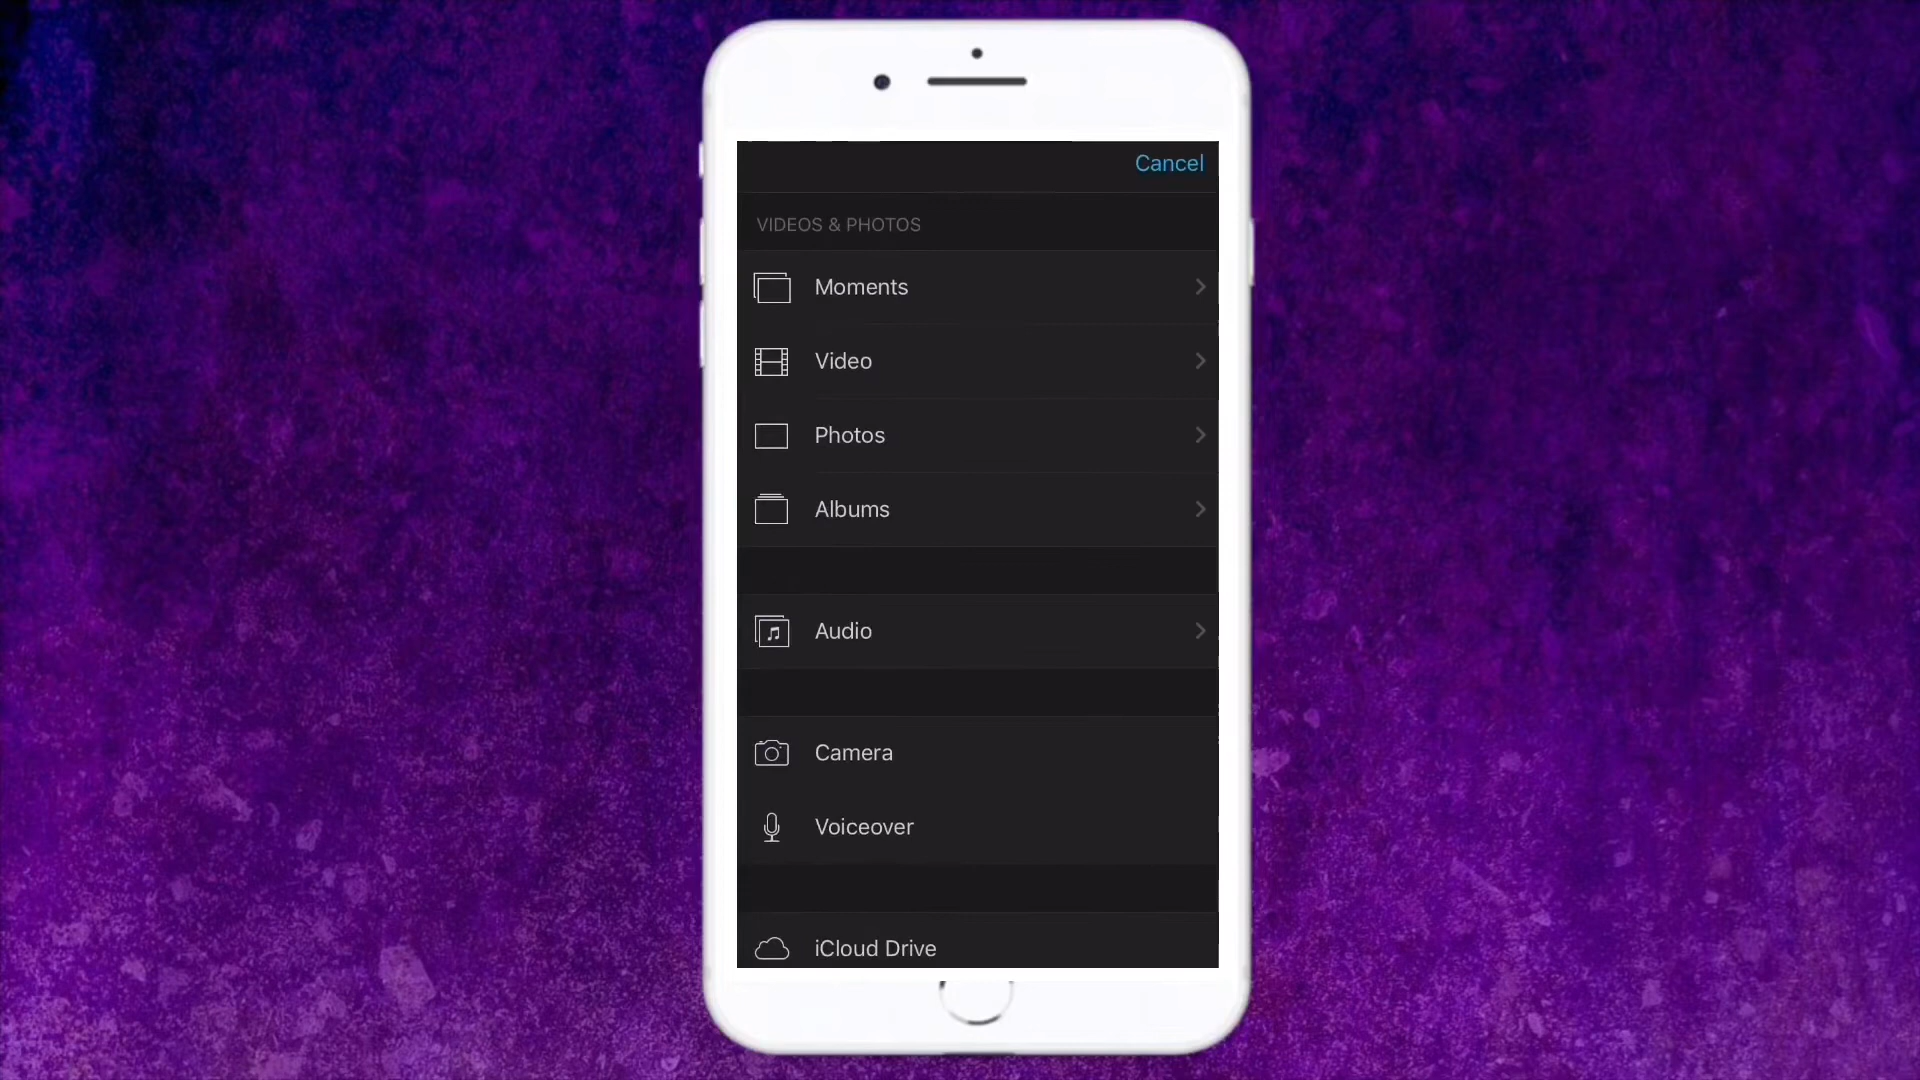 Cancel
VIDEOS & PHOTOS
Moments
Video
Photos
Albums
Audio
Camera
Voiceover
iCloud Drive